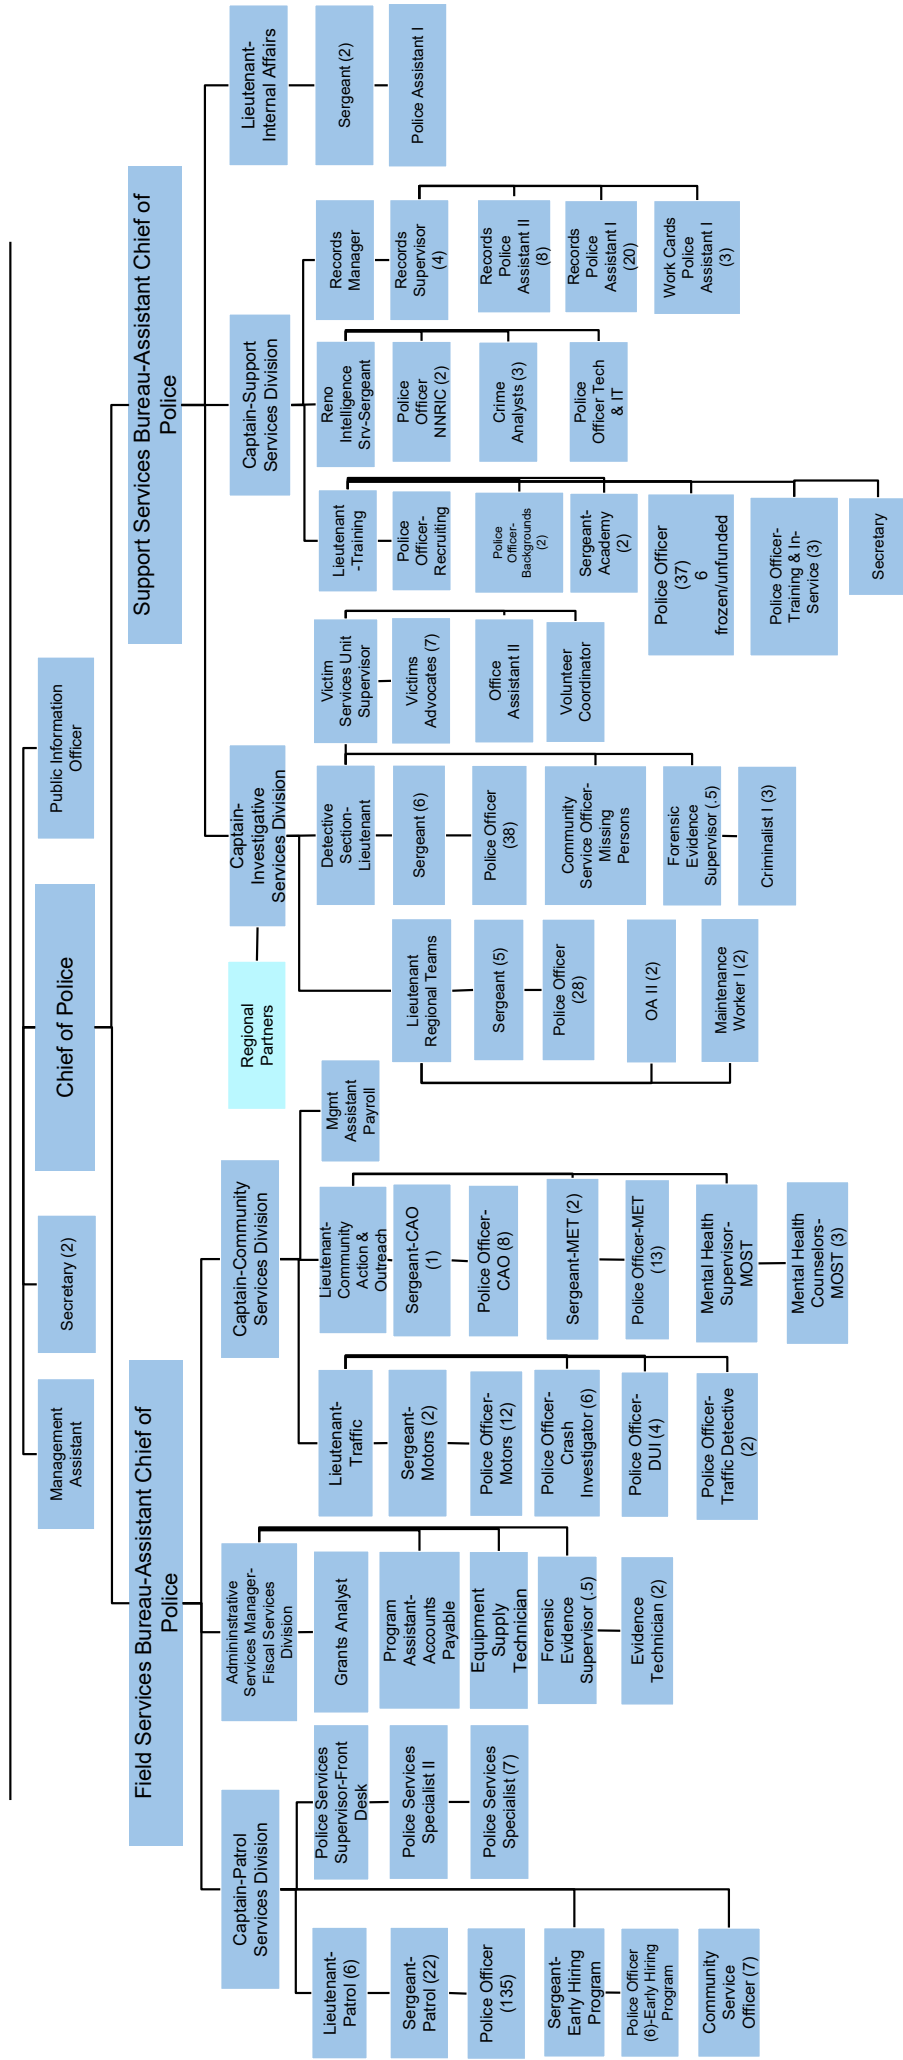 Chief of Police
Management
Assistant
Secretary (2)
Public Information
Officer
Field Services Bureau-Assistant Chief of
Police
Support Services Bureau-Assistant Chief of
Police
Captain-Patrol
Services Division
Lieutenant-
Patrol (6)
Sergeant-
Patrol (22)
Police Officer
(135)
Sergeant-
Early Hiring
Program
Police Officer
(6)-Early Hiring
Program
Community
Service
Officer (7)
Police Services
Supervisor-Front
Desk
Police Services
Specialist II
Police Services
Specialist (7)
Admininstrative
Services Manager-
Fiscal Services
Division
Grants Analyst
Program
Assistant-
Accounts
Payable
Equipment
Supply
Technician
Forensic
Evidence
Supervisor (.5)
Evidence
Technician (2)
Captain-Community
Services Division
Lieutenant-
Traffic
Sergeant-
Motors (2)
Police Officer-
Motors (12)
Police Officer-
Crash
Investigator (6)
Police Officer-
DUI (4)
Police Officer-
Traffic Detective
(2)
Lieutenant-
Community
Action &
Outreach
Sergeant-CAO
(1)
Police Officer-
CAO (8)
Sergeant-MET (2)
Police Officer-MET
(13)
Mental Health
Supervisor-
MOST
Mental Health
Counselors-
MOST (3)
Mgmt
Assistant
Payroll
Regional
Partners
Captain-
Investigative
Services Division
Lieutenant
Regional Teams
Sergeant (5)
Police Officer
(28)
OA II (2)
Maintenance
Worker I (2)
Detective
Section-
Lieutenant
Sergeant (6)
Police Officer
(38)
Community
Service Officer-
Missing
Persons
Forensic
Evidence
Supervisor (.5)
Criminalist I (3)
Victim
Services Unit
Supervisor
Victims
Advocates (7)
Office
Assistant II
Volunteer
Coordinator
Captain-Support
Services Division
Lieutenant
-Training
Police
Officer-
Recruiting
Police
Officer-
Backgrounds
(2)
Sergeant-
Academy
(2)
Police Officer
(37)
6
frozen/unfunded
Police Officer-
Training & In-
Service (3)
Secretary
Reno
Intelligence
Srv-Sergeant
Police
Officer
NNRIC (2)
Crime
Analysts (3)
Police
Officer Tech
& IT
Records
Manager
Records
Supervisor
(4)
Records
Police
Assistant II
(8)
Records
Police
Assistant I
(20)
Work Cards
Police
Assistant I
(3)
Lieutenant-
Internal Affairs
Sergeant (2)
Police Assistant I